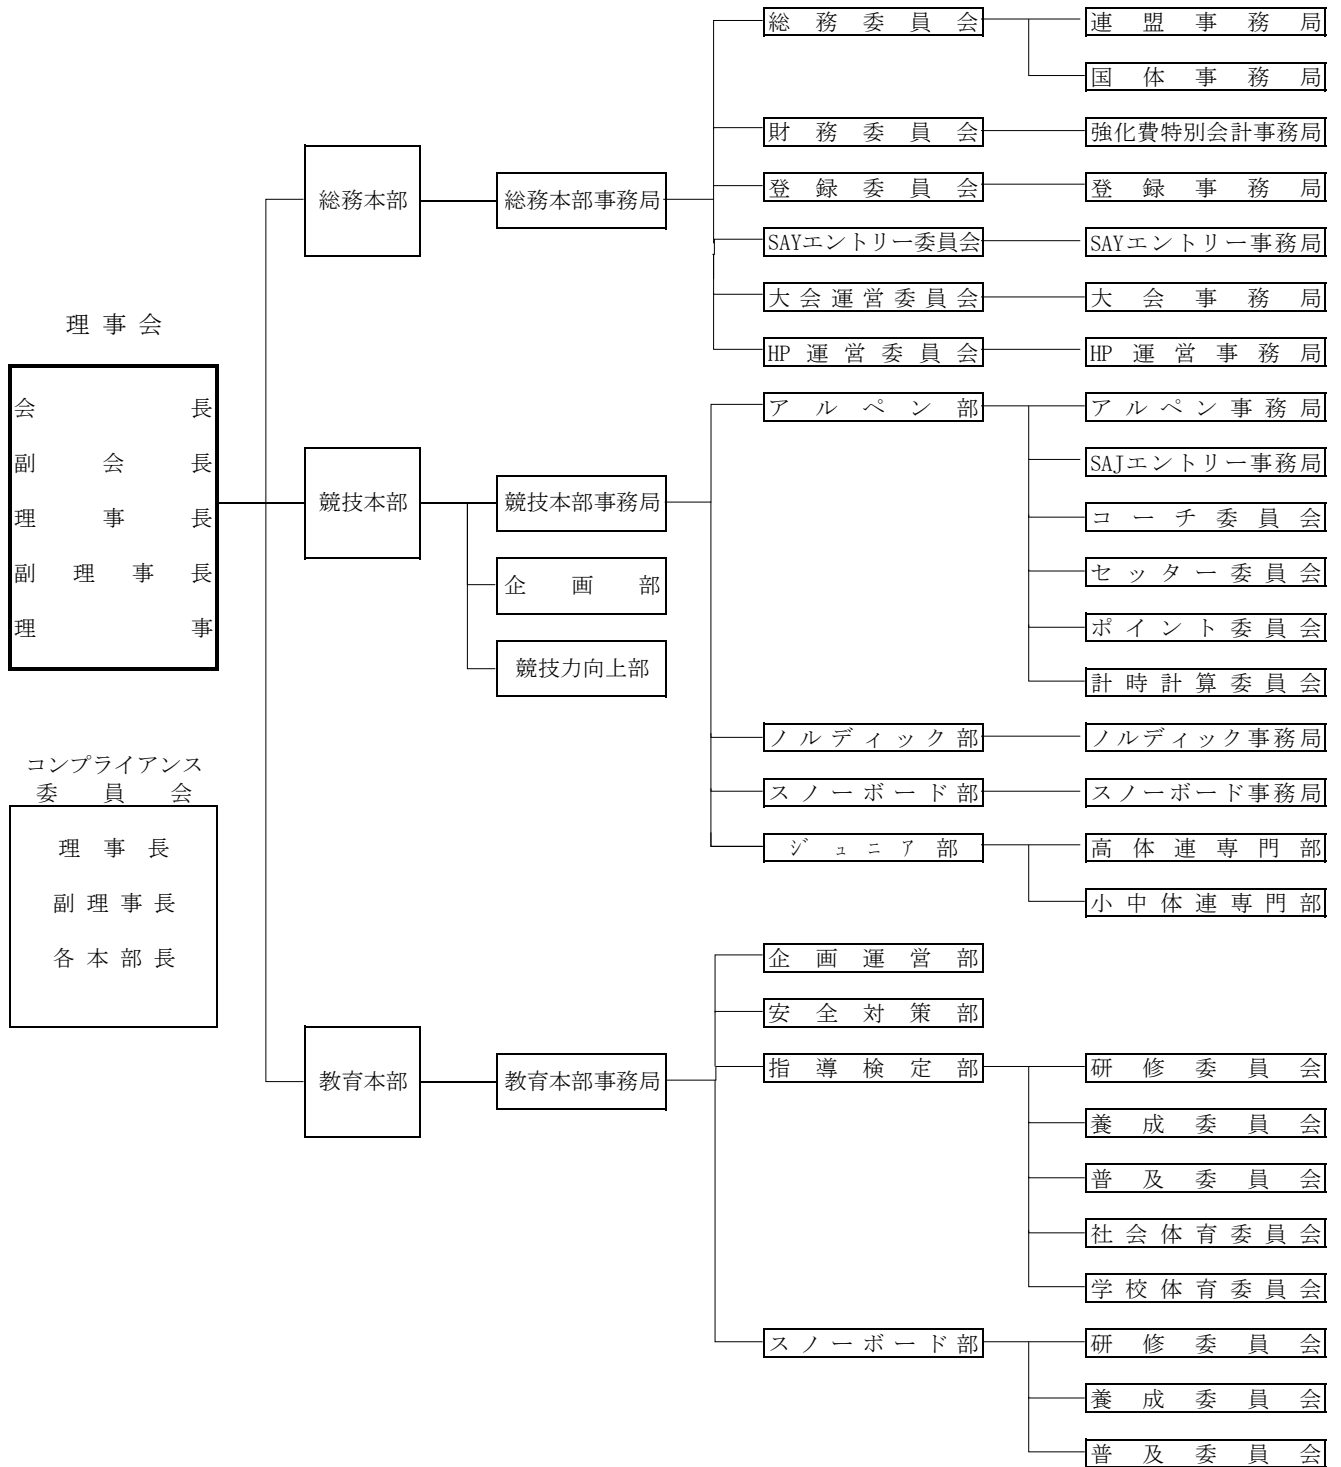 総務委員会 連盟事務局
国体事務局
財務委員会 強化費特別会計事務局
総務本部 総務本部事務局 登録委員会 登録事務局
SAYエントリー委員会 SAYエントリー事務局
大会運営委員会 大会事務局
理事会
HP運営委員会 HP運営事務局
会長 アルペン部 アルペン事務局
副会長 SAJエントリー事務局
理事長 競技本部 競技本部事務局 コーチ委員会
副理事長 企画部 セッター委員会
理事 ポイント委員会
競技力向上部 計時計算委員会
ノルディック部 ノルディック事務局
コンプライアンス
委員会 スノーボード部 スノーボード事務局
理事長 ジュニア部 高体連専門部
副理事長 小中体連専門部
各本部長 企画運営部
安全対策部
教育本部 教育本部事務局 指導検定部 研修委員会
養成委員会
普及委員会
社会体育委員会
学校体育委員会
スノーボード部 研修委員会
養成委員会
普及委員会